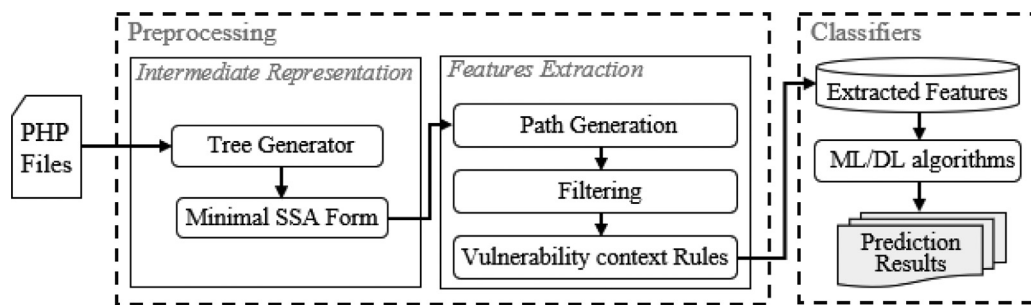 Preprocessing
Classifiers
Intermediate Representation
Features Extraction
PHP
Files
Tree Generator
Minimal SSA Form
Path Generation
Filtering
Vulnerability context Rules
Extracted Features
ML/DL algorithms
Prediction
Results